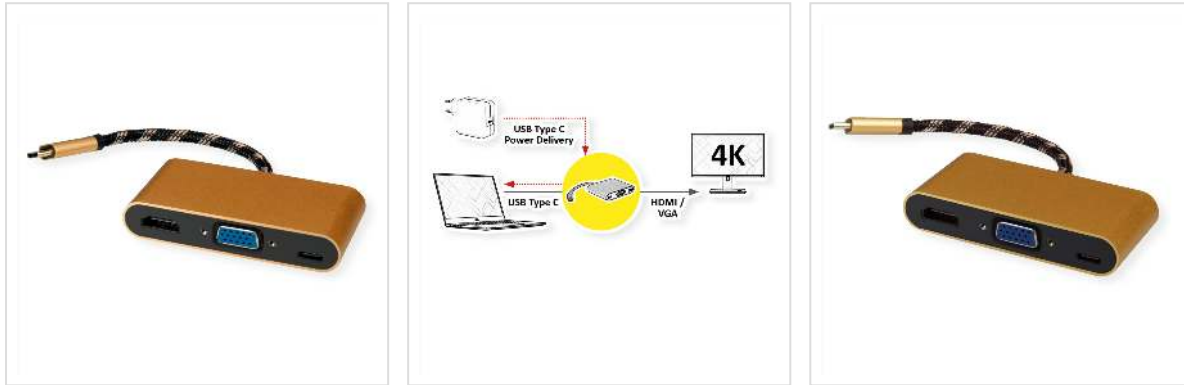 USB Type C
Power Delivery
4K
USB Type C
HDMI /
VGA